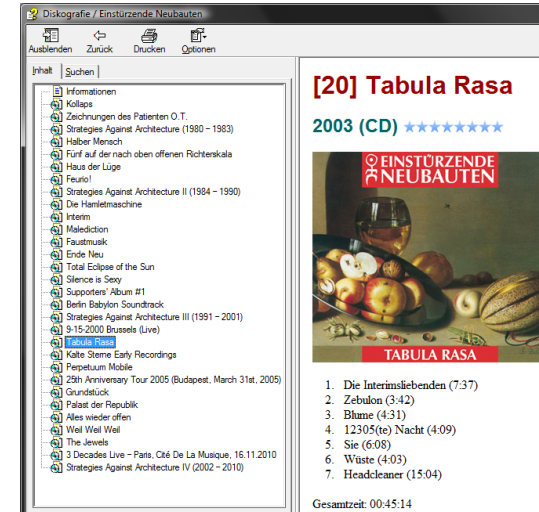 Diskografie / Einstürzende Neubauten
Ausblenden Zurück Drucken Optionen
Inhalt Suchen
Informationen
Kollaps
Zeichnungen des Patienten O.T.
Strategies Against Architecture (1980 – 1983)
Halber Mensch
Fünf auf der nach oben offenen Richterskala
Haus der Lüge
Feurio!
Strategies Against Architecture II (1984 – 1990)
Die Hamletmaschine
Interim
Malediction
Faustmusik
Ende Neu
Total Eclipse of the Sun
Silence is Sexy
Supporters' Album #1
Berlin Babylon Soundtrack
Strategies Against Architecture III (1991 – 2001)
9-15-2000 Brussels (Live)
Tabula Rasa
Kalte Sterne Early Recordings
Perpetuum Mobile
25th Anniversary Tour 2005 (Budapest, March 31st, 2005)
Grundstück
Palast der Republik
Alles wieder offen
Weil Weil Weil
The Jewels
3 Decades Live – Paris, Cité De La Musique, 16.11.2010
Strategies Against Architecture IV (2002 – 2010)
[20] Tabula Rasa
2003 (CD) ★★★★★★★★
EINSTÜRZENDE
NEUBAUTEN
TABULA RASA
1. Die Interimsliebenden (7:37)
2. Zebulon (3:42)
3. Blume (4:31)
4. 12305(te) Nacht (4:09)
5. Sie (6:08)
6. Wüste (4:03)
7. Headcleaner (15:04)
Gesamtzeit: 00:45:14